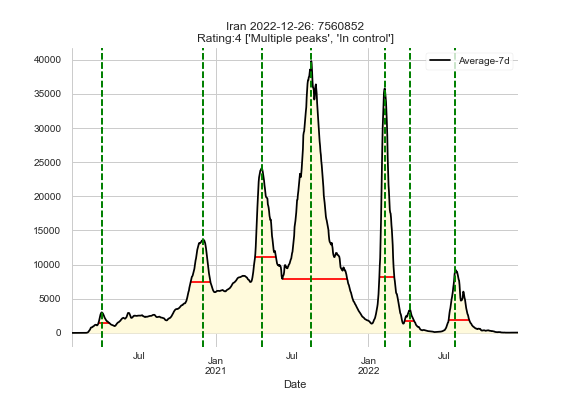 Iran 2022-12-26: 7560852
Rating:4 ['Multiple peaks', 'In control']
Average-7d
40000
35000
30000
25000
20000
15000
10000
5000
0
Jul
Jan
2021
Jul
Jan
2022
Jul
Date